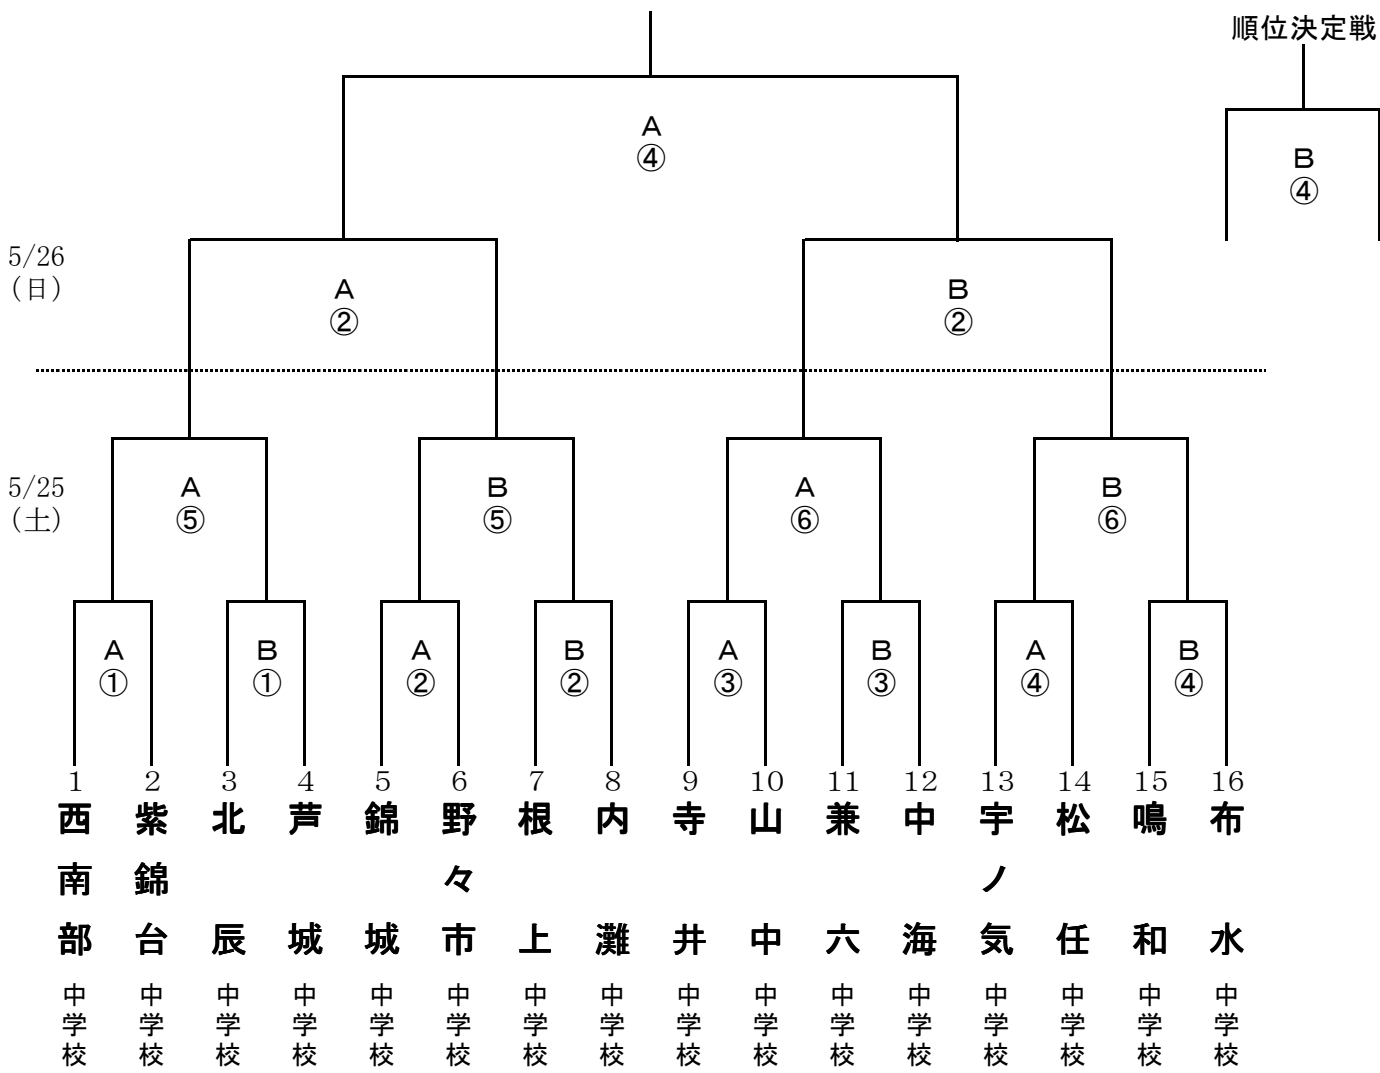 順位決定戦
A
④
B
④
5/26
(日)
A
②
B
②
5/25
(土)
A
⑤
B
⑤
A
⑥
B
⑥
A
①
B
①
A
②
B
②
A
③
B
③
A
④
B
④
1 2 3 4 5 6 7 8 9 10 11 12 13 14 15 16
西南部中学校
紫錦台中学校
北辰中学校
芦城中学校
錦城中学校
野々市中学校
根上中学校
内灘中学校
寺井中学校
山中中学校
兼六中学校
中海中学校
宇ノ気中学校
松任中学校
鳴和中学校
布水中学校